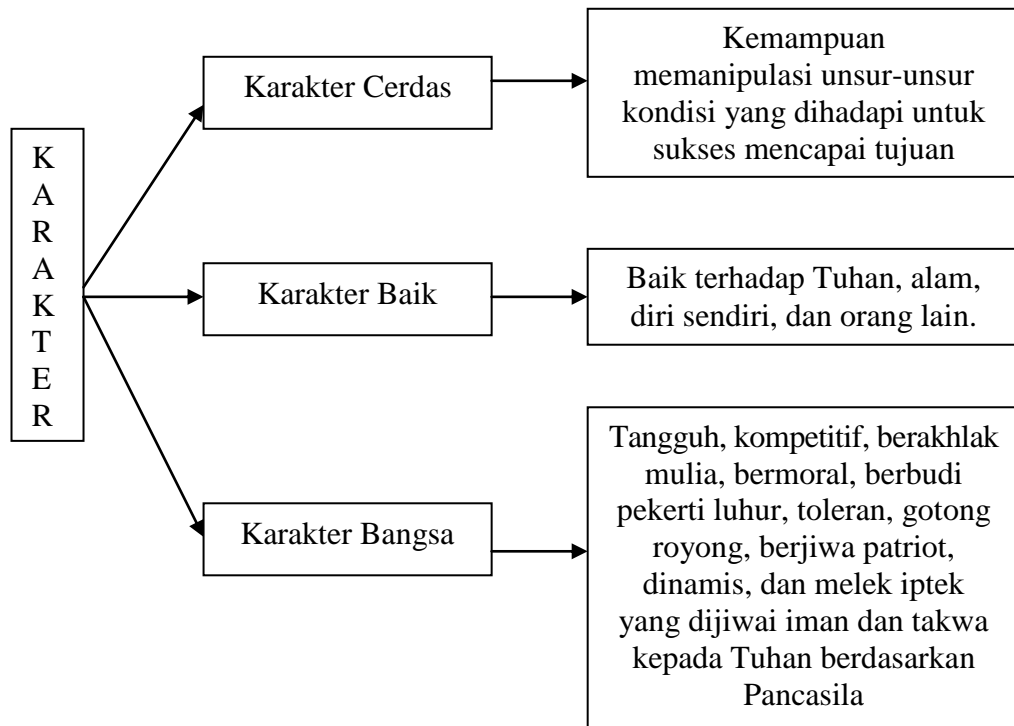 K
A
R
A
K
T
E
R
Karakter Cerdas
Kemampuan
memanipulasi unsur-unsur
kondisi yang dihadapi untuk
sukses mencapai tujuan
Karakter Baik
Baik terhadap Tuhan, alam,
diri sendiri, dan orang lain.
Karakter Bangsa
Tangguh, kompetitif, berakhlak
mulia, bermoral, berbudi
pekerti luhur, toleran, gotong
royong, berjiwa patriot,
dinamis, dan melek iptek
yang dijiwai iman dan takwa
kepada Tuhan berdasarkan
Pancasila